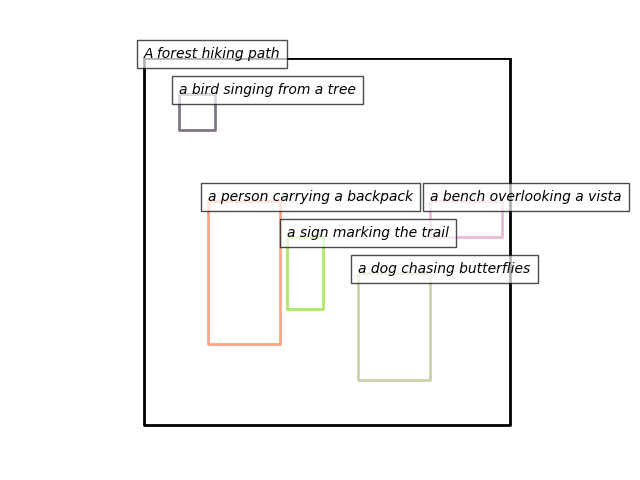 A forest hiking path
a bird singing from a tree
a person carrying a backpack
a bench overlooking a vista
a sign marking the trail
a dog chasing butterflies